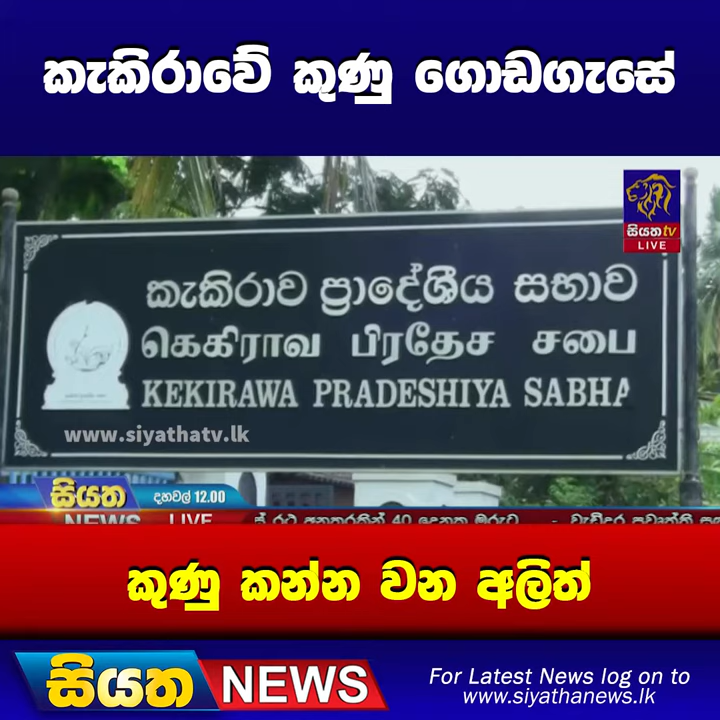 කැකිරාවේ කුණු ගොඩගැසේ
සියත tv
LIVE
කැකිරාව ප්‍රාදේශීය සභාව
கெகிராவ பிரதேச சபை
KEKIRAWA PRADESHIYA SABHA
www.siyathatv.lk
සියත
දහවල් 12.00
NEWS
LIVE
40 දෙනෙකු
-
කුණු කන්න වන අලිත්
සියත NEWS
For Latest News log on to
www.siyathanews.lk